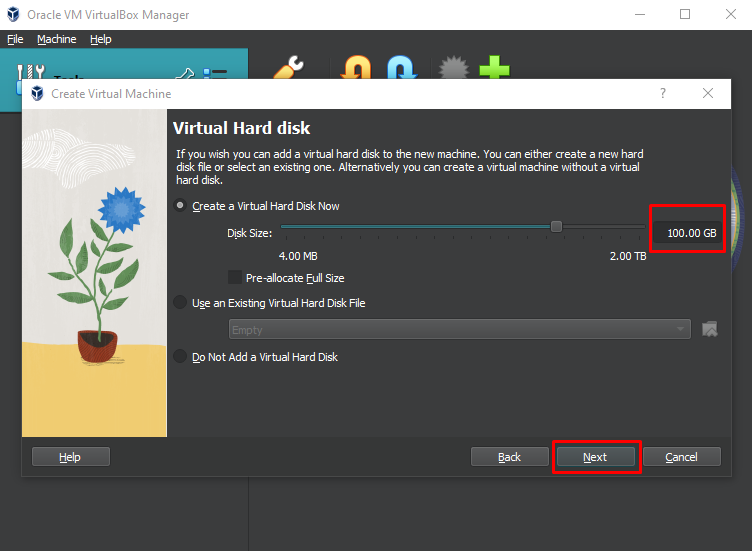 Oracle VM VirtualBox Manager
File Machine Help
Create Virtual Machine
?
Virtual Hard disk
If you wish you can add a virtual hard disk to the new machine. You can either create a new hard
disk file or select an existing one. Alternatively you can create a virtual machine without a virtual
hard disk.
Create a Virtual Hard Disk Now
Disk Size:
100.00 GB
4.00 MB 2.00 TB
Pre-allocate Full Size
Use an Existing Virtual Hard Disk File
Empty
Do Not Add a Virtual Hard Disk
Help Back Next Cancel